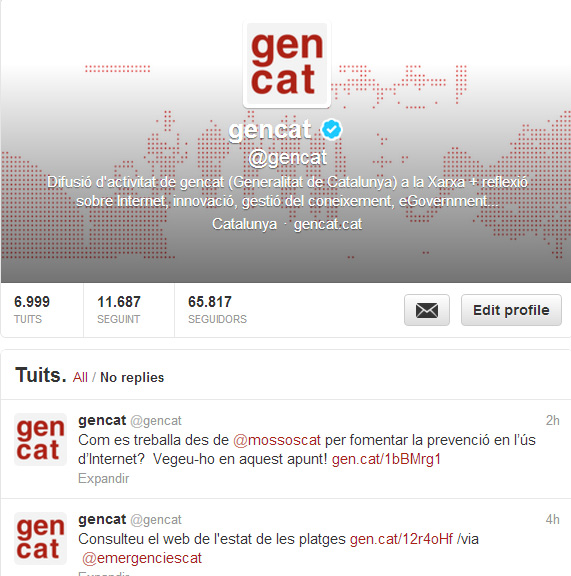 gen
cat
gencat
@gencat
Difusió d'activitat de gencat (Generalitat de Catalunya) a la Xarxa + reflexió
sobre Internet, innovació, gestió del coneixement, eGovernment...
Catalunya · gencat.cat
6.999 11.687 65.817
TUITS SEGUINT SEGUIDORS
Edit profile
Tuits. All / No replies
gen
cat
gencat @gencat 2h
Com es treballa des de @mossoscat per fomentar la prevenció en l'ús
d'Internet? Vegeu-ho en aquest apunt! gen.cat/1bBMrg1
Expandir
gen
cat
gencat @gencat 4h
Consulteu el web de l'estat de les platges gen.cat/12r4oHf /via
@emergenciescat
Expandir